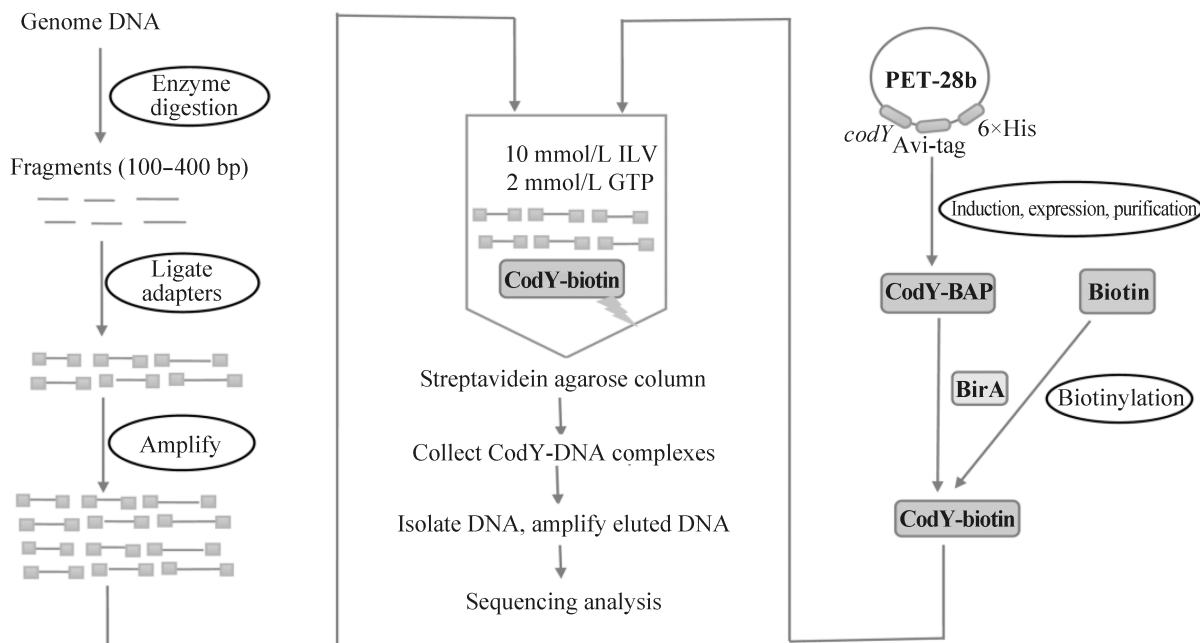 Genome DNA
Enzyme
digestion
Fragments (100–400 bp)
Ligate
adapters
Amplify
10 mmol/L ILV
2 mmol/L GTP
CodY-biotin
Streptavidein agarose column
Collect CodY-DNA complexes
Isolate DNA, amplify eluted DNA
Sequencing analysis
PET-28b
codY
Avi-tag
6×His
Induction, expression, purification
CodY-BAP
Biotin
BirA
Biotinylation
CodY-biotin